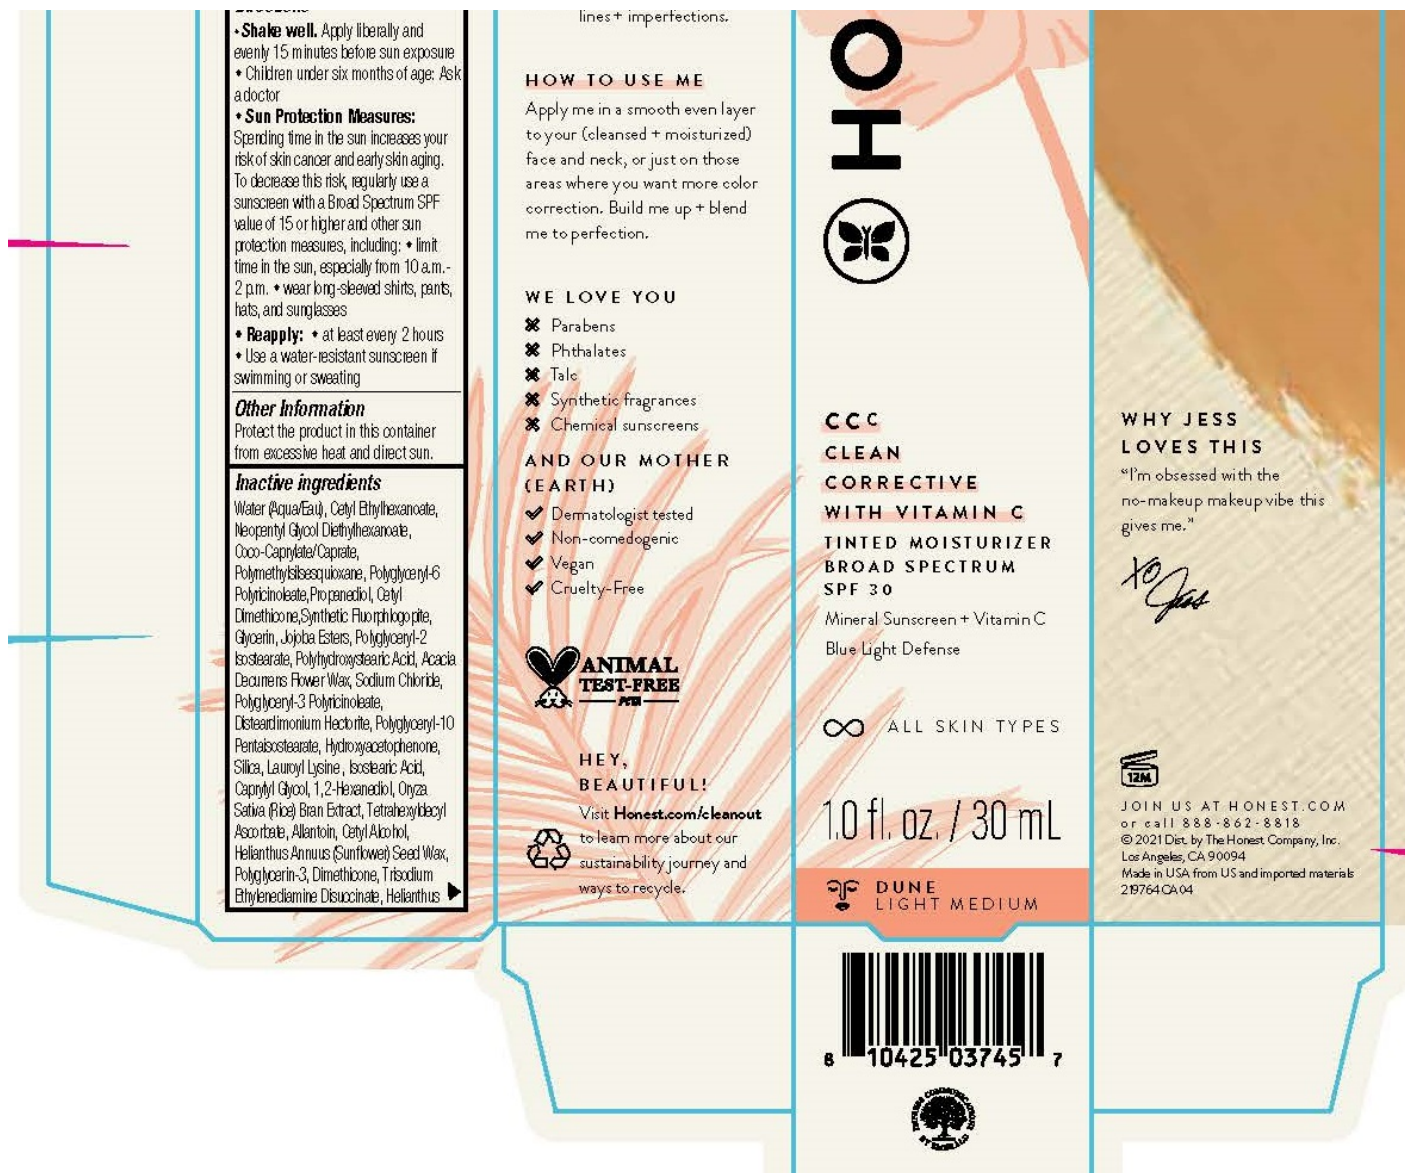 • Shake well. Apply liberally and
evenly 15 minutes before sun exposure
• Children under six months of age: Ask
a doctor
• Sun Protection Measures:
Spending time in the sun increases your
risk of skin cancer and early skin aging.
To decrease this risk, regularly use a
sunscreen with a Broad Spectrum SPF
value of 15 or higher and other sun
protection measures, including: • limit
time in the sun, especially from 10 a.m.-
2 p.m. • wear long-sleeved shirts, pants,
hats, and sunglasses
• Reapply: • at least every 2 hours
• Use a water-resistant sunscreen if
swimming or sweating
Other Information
Protect the product in this container
from excessive heat and direct sun.
Inactive ingredients
Water (Aqua/Eau), Cetyl Ethylhexanoate,
Neopentyl Glycol Diethylhexanoate,
Coco-Caprylate/Caprate,
Polymethylsilsesquioxane, Polyglyceryl-6
Polyricinoleate, Propanediol, Cetyl
Dimethicone, Synthetic Fluorphlogopite,
Glycerin, Jojoba Esters, Polyglyceryl-2
Isostearate, Polyhydroxystearic Acid, Acacia
Decurrens Flower Wax, Sodium Chloride,
Polyglyceryl-3 Polyricinoleate,
Disteardimonium Hectorite, Polyglyceryl-10
Pentaisostearate, Hydroxyacetophenone,
Silica, Lauroyl Lysine, Isostearic Acid,
Caprylyl Glycol, 1,2-Hexanediol, Oryza
Sativa (Rice) Bran Extract, Tetrahexyldecyl
Ascorbate, Allantoin, Cetyl Alcohol,
Helianthus Annuus (Sunflower) Seed Wax,
Polyglycerin-3, Dimethicone, Trisodium
Ethylenediamine Disuccinate, Helianthus
lines + imperfections.
HOW TO USE ME
Apply me in a smooth even layer
to your (cleansed + moisturized)
face and neck, or just on those
areas where you want more color
correction. Build me up + blend
me to perfection.
WE LOVE YOU
Parabens
Phthalates
Talc
Synthetic fragrances
Chemical sunscreens
AND OUR MOTHER
(EARTH)
Dermatologist tested
Non-comedogenic
Vegan
Cruelty-Free
ANIMAL
TEST-FREE
PETA
HEY,
BEAUTIFUL!
Visit Honest.com/cleanout
to learn more about our
sustainability journey and
ways to recycle.
HO
CCC
CLEAN
CORRECTIVE
WITH VITAMIN C
TINTED MOISTURIZER
BROAD SPECTRUM
SPF 30
Mineral Sunscreen + Vitamin C
Blue Light Defense
ALL SKIN TYPES
1.0 fl. oz. / 30 mL
DUNE
LIGHT MEDIUM
8 10425 03745 7
WHY JESS
LOVES THIS
"I'm obsessed with the
no-makeup makeup vibe this
gives me."
XO Jess
12M
JOIN US AT HONEST.COM
or call 888-862-8818
© 2021 Dist. by The Honest Company, Inc.
Los Angeles, CA 90094
Made in USA from US and imported materials
219764CA04